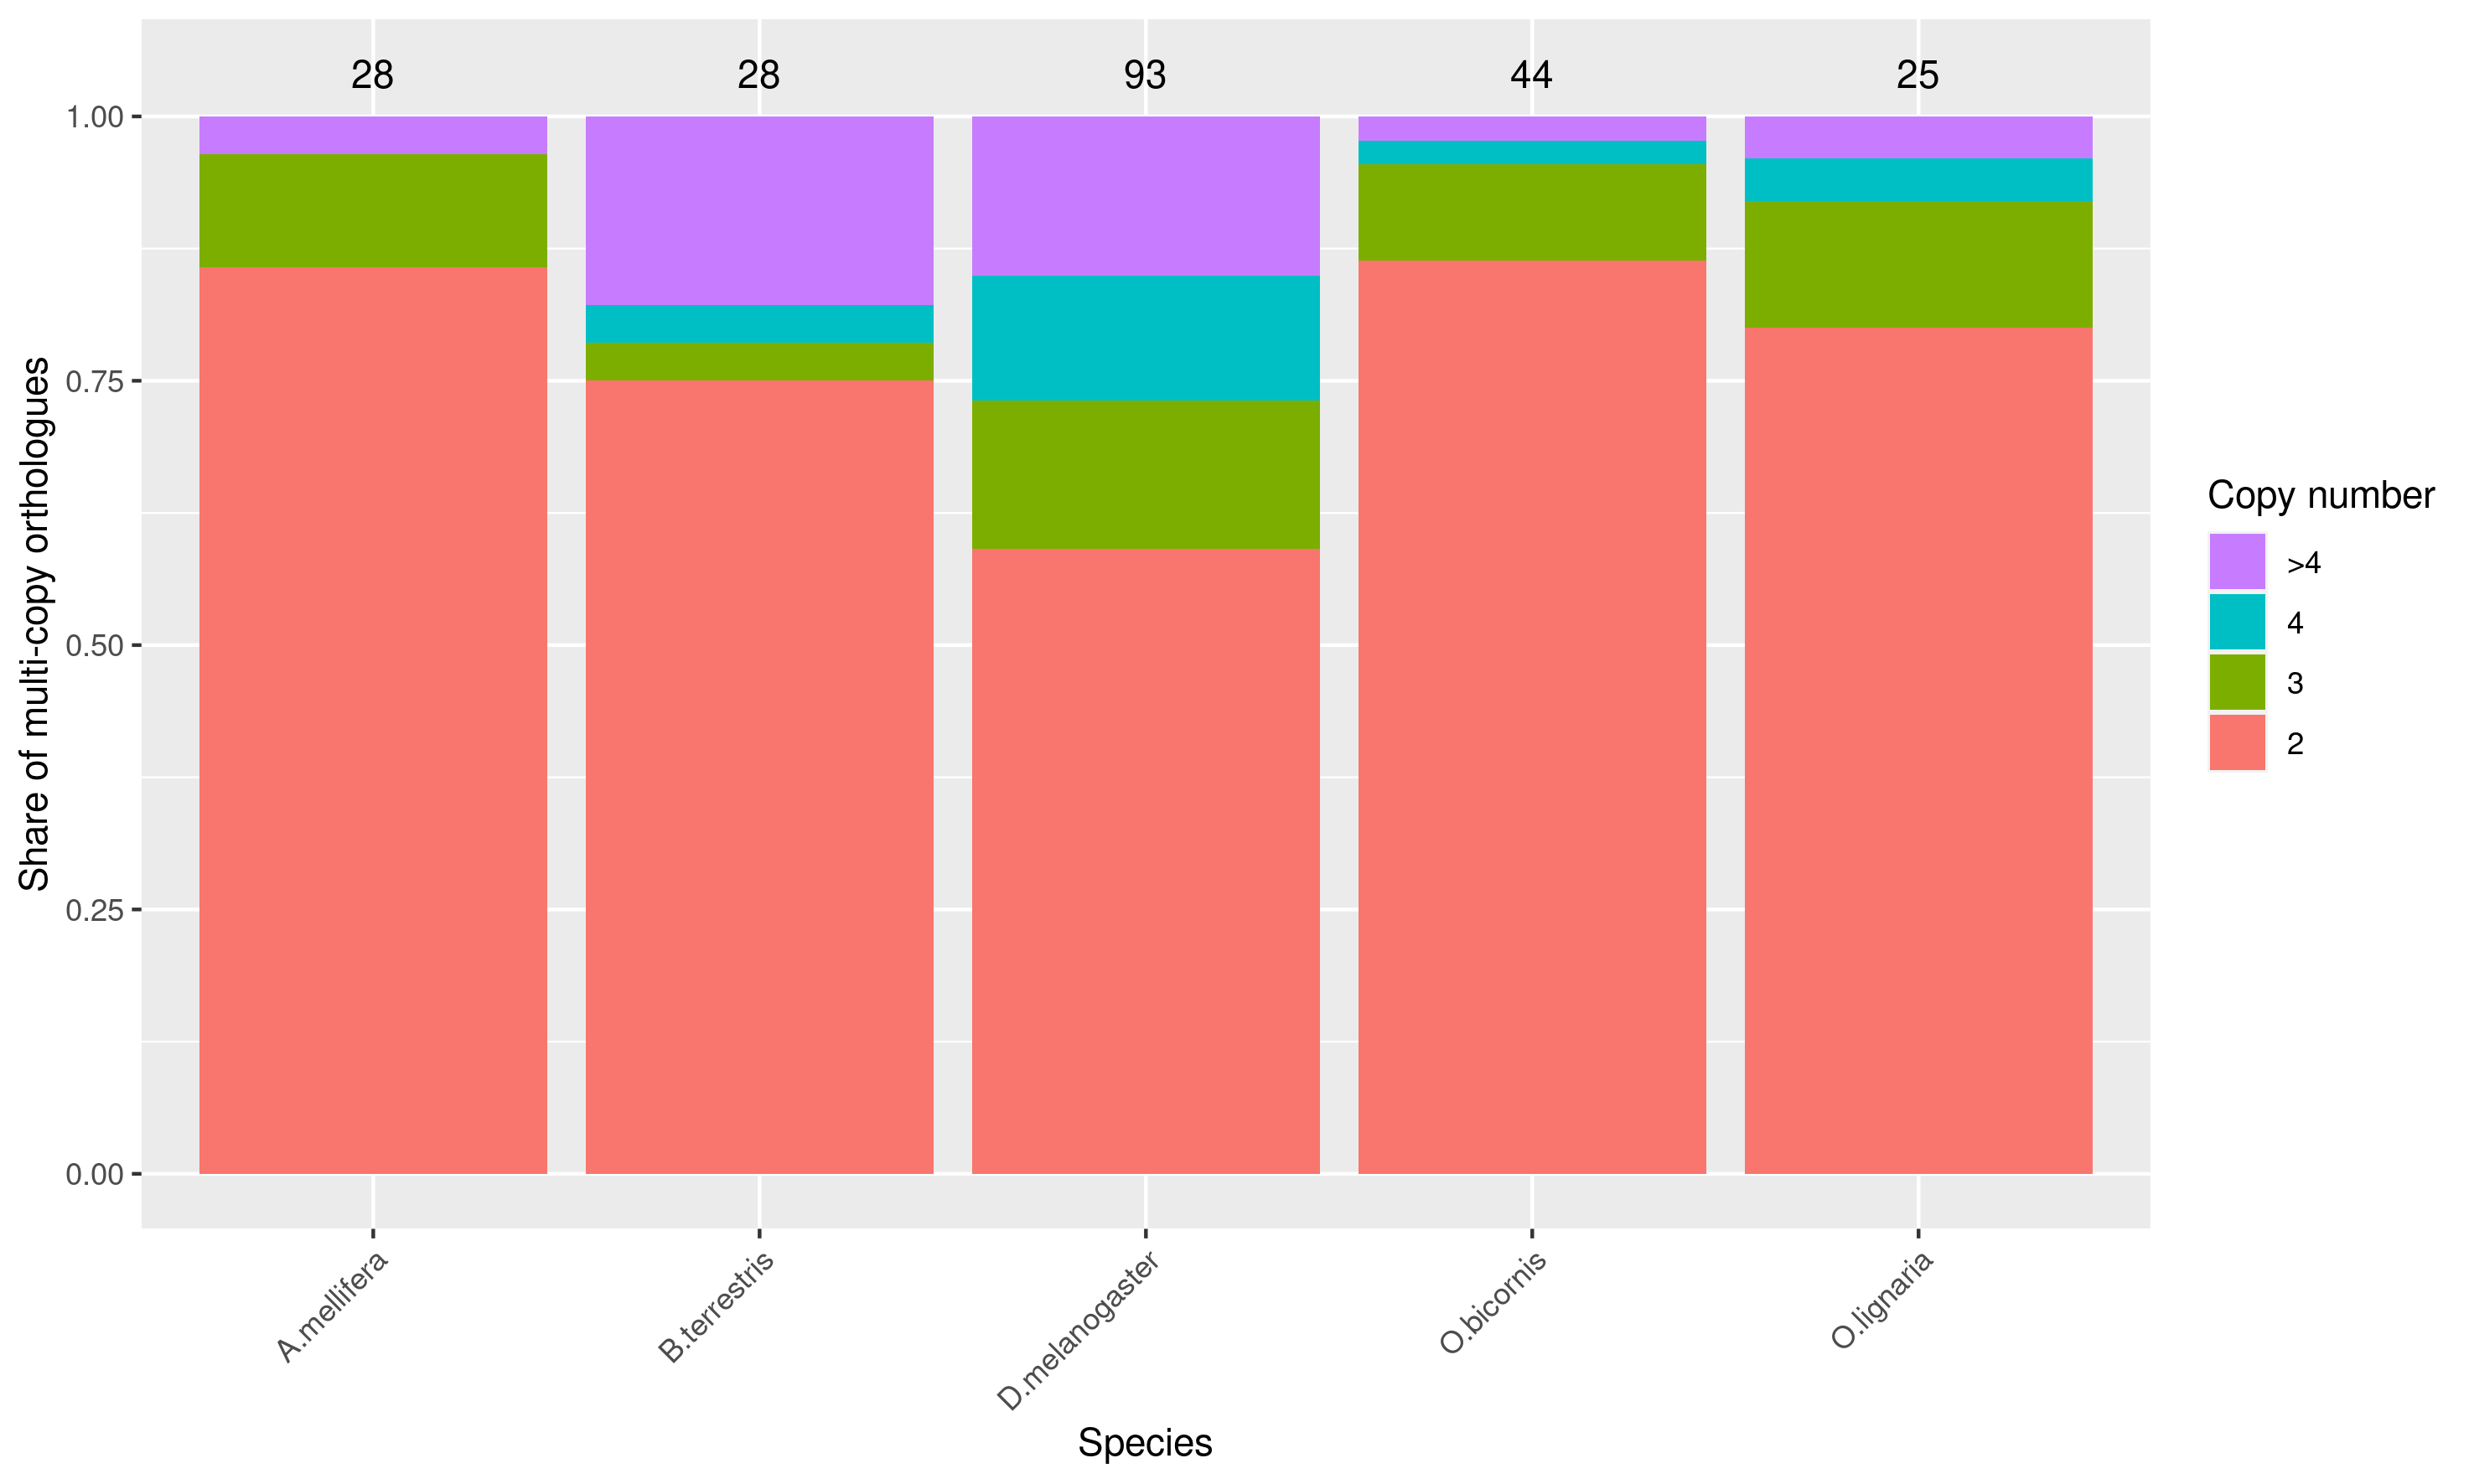 28 28 93 44 25
1.00
0.75
0.50
0.25
0.00
Share of multi-copy orthologues
A.mellifera
B.terrestris
D.melanogaster
O.bicornis
O.lignaria
Species
Copy number
>4
4
3
2